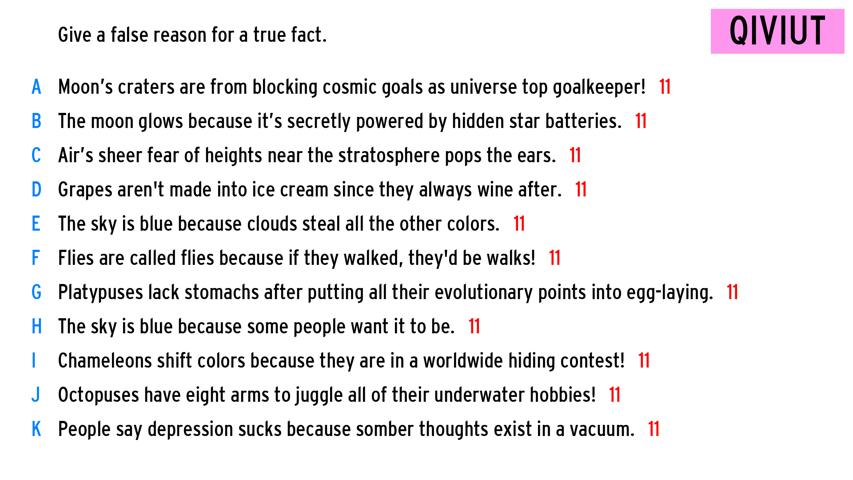 Give a false reason for a true fact.
QIVIUT
A Moon's craters are from blocking cosmic goals as universe top goalkeeper! 11
B The moon glows because it's secretly powered by hidden star batteries. 11
C Air's sheer fear of heights near the stratosphere pops the ears. 11
D Grapes aren't made into ice cream since they always wine after. 11
E The sky is blue because clouds steal all the other colors. 11
F Flies are called flies because if they walked, they'd be walks! 11
G Platypuses lack stomachs after putting all their evolutionary points into egg-laying. 11
H The sky is blue because some people want it to be. 11
I Chameleons shift colors because they are in a worldwide hiding contest! 11
J Octopuses have eight arms to juggle all of their underwater hobbies! 11
K People say depression sucks because somber thoughts exist in a vacuum. 11